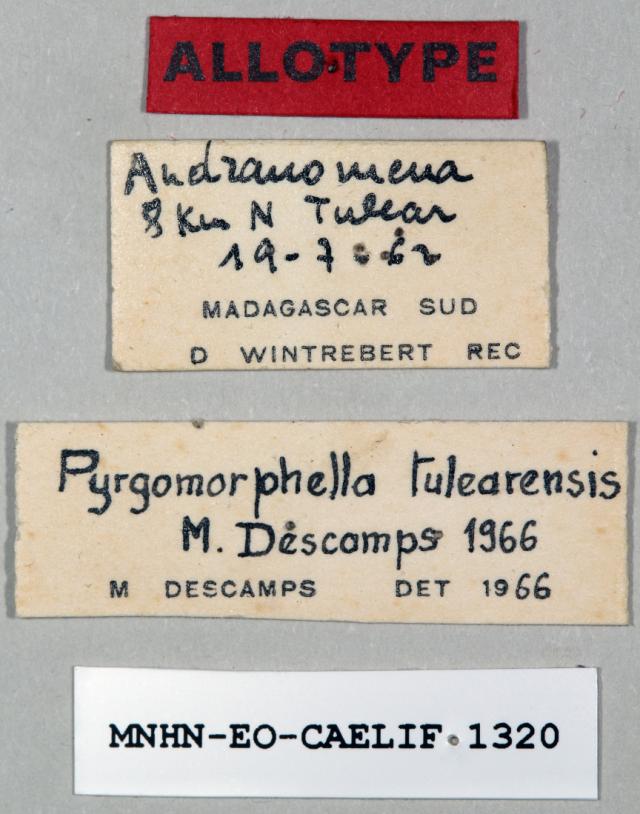 ALLOTYPE
Andranomena
8 Km N Tulear
19-7-62
MADAGASCAR SUD
D WINTREBERT REC
Pyrgomorphella tulearensis
M. Descamps 1966
M DESCAMPS DET 1966
MNHN-EO-CAELIF 1320